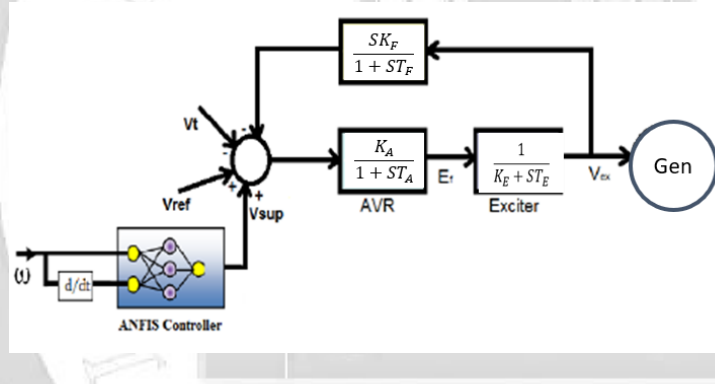 SK_F
1 + ST_F
Vt
-
-
+
+
Vref
Vsup
K_A
1 + ST_A
AVR
E_f
1
K_E + ST_E
Exciter
V_ex
Gen
ω
d/dt
ANFIS Controller